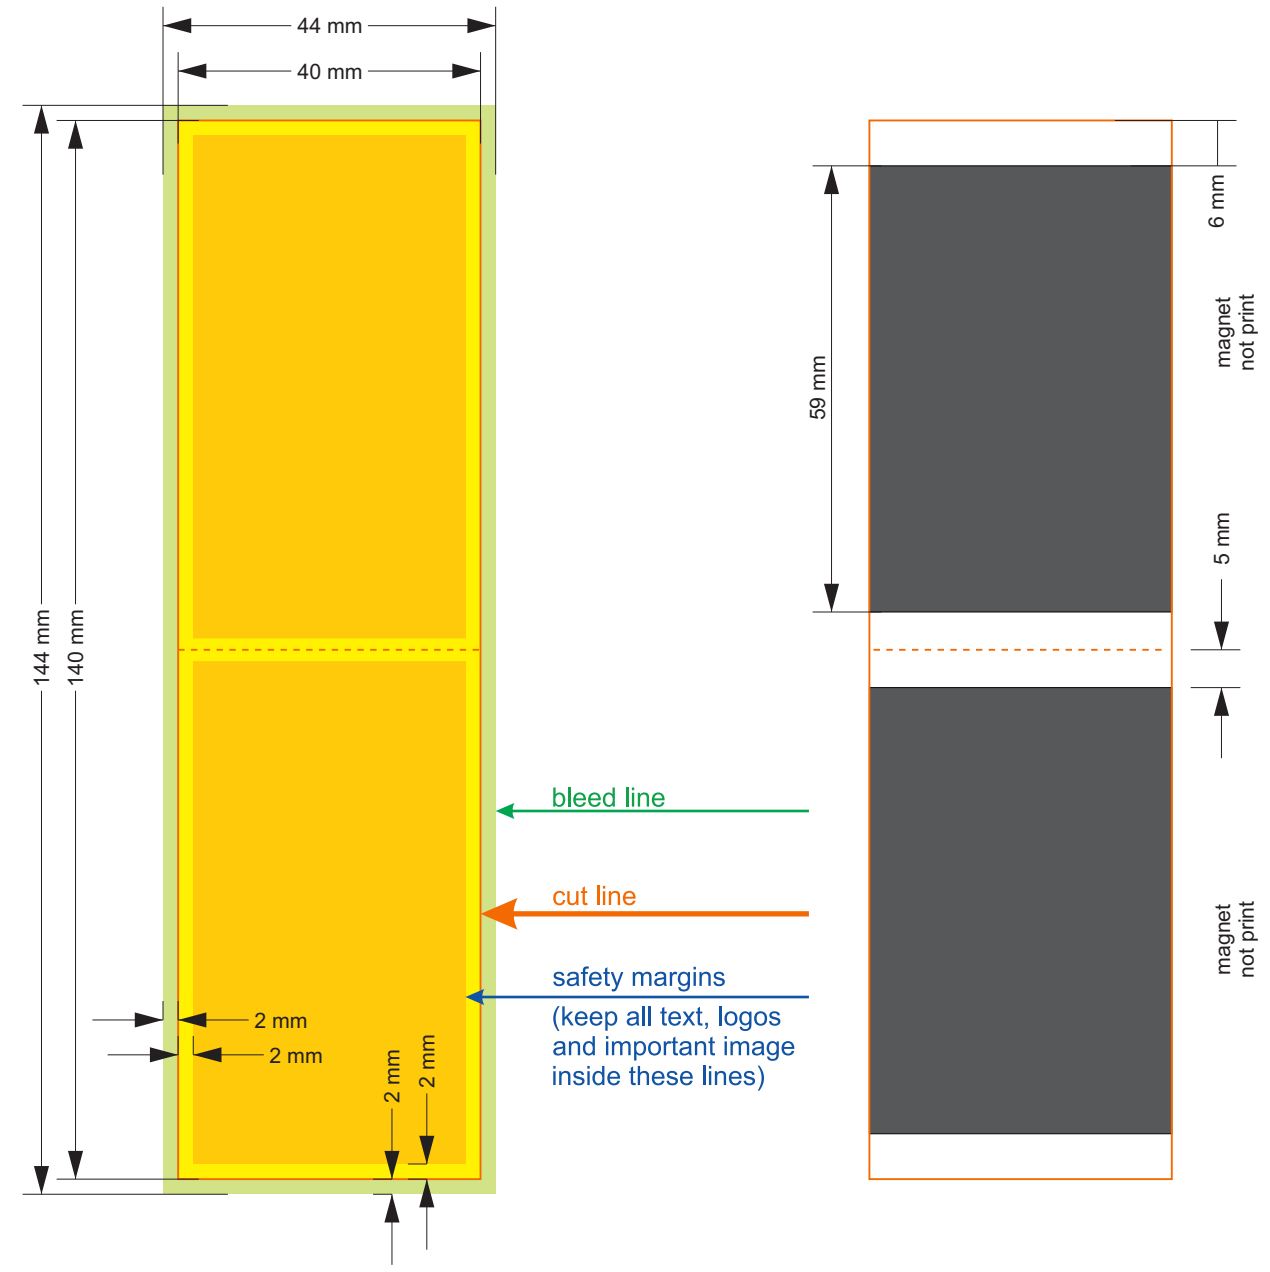 44 mm
40 mm
144 mm
140 mm
2 mm
2 mm
2 mm
2 mm
bleed line
cut line
safety margins
(keep all text, logos
and important image
inside these lines)
59 mm
6 mm
magnet
not print
5 mm
magnet
not print